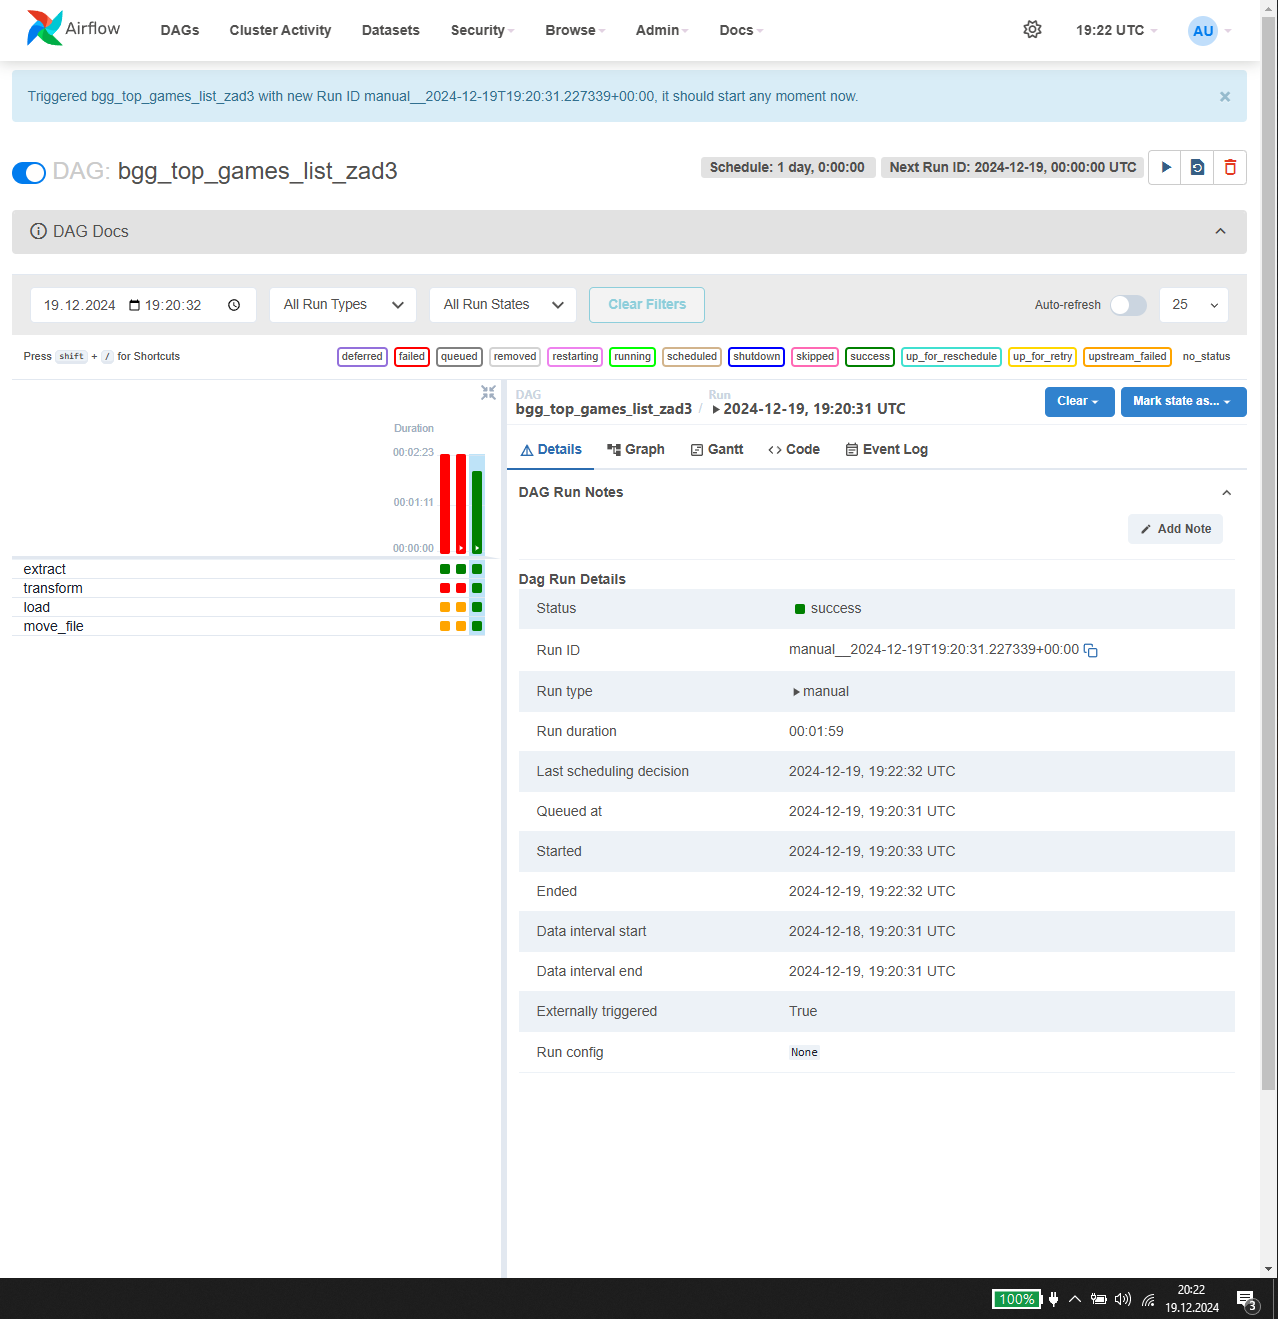 Airflow DAGs Cluster Activity Datasets Security Browse Admin Docs 19:22 UTC AU
Triggered bgg_top_games_list_zad3 with new Run ID manual__2024-12-19T19:20:31.227339+00:00, it should start any moment now. ×
DAG: bgg_top_games_list_zad3 Schedule: 1 day, 0:00:00 Next Run ID: 2024-12-19, 00:00:00 UTC
DAG Docs
19.12.2024 19:20:32 All Run Types All Run States Clear Filters Auto-refresh 25
Press shift + / for Shortcuts deferred failed queued removed restarting running scheduled shutdown skipped success up_for_reschedule up_for_retry upstream_failed no_status
DAG Run
bgg_top_games_list_zad3 / 2024-12-19, 19:20:31 UTC Clear Mark state as...
Duration
00:02:23
00:01:11
00:00:00
extract
transform
load
move_file
Details Graph Gantt Code Event Log
DAG Run Notes
Add Note
Dag Run Details
Status success
Run ID manual__2024-12-19T19:20:31.227339+00:00
Run type manual
Run duration 00:01:59
Last scheduling decision 2024-12-19, 19:22:32 UTC
Queued at 2024-12-19, 19:20:31 UTC
Started 2024-12-19, 19:20:33 UTC
Ended 2024-12-19, 19:22:32 UTC
Data interval start 2024-12-18, 19:20:31 UTC
Data interval end 2024-12-19, 19:20:31 UTC
Externally triggered True
Run config None
100% 20:22
19.12.2024 3